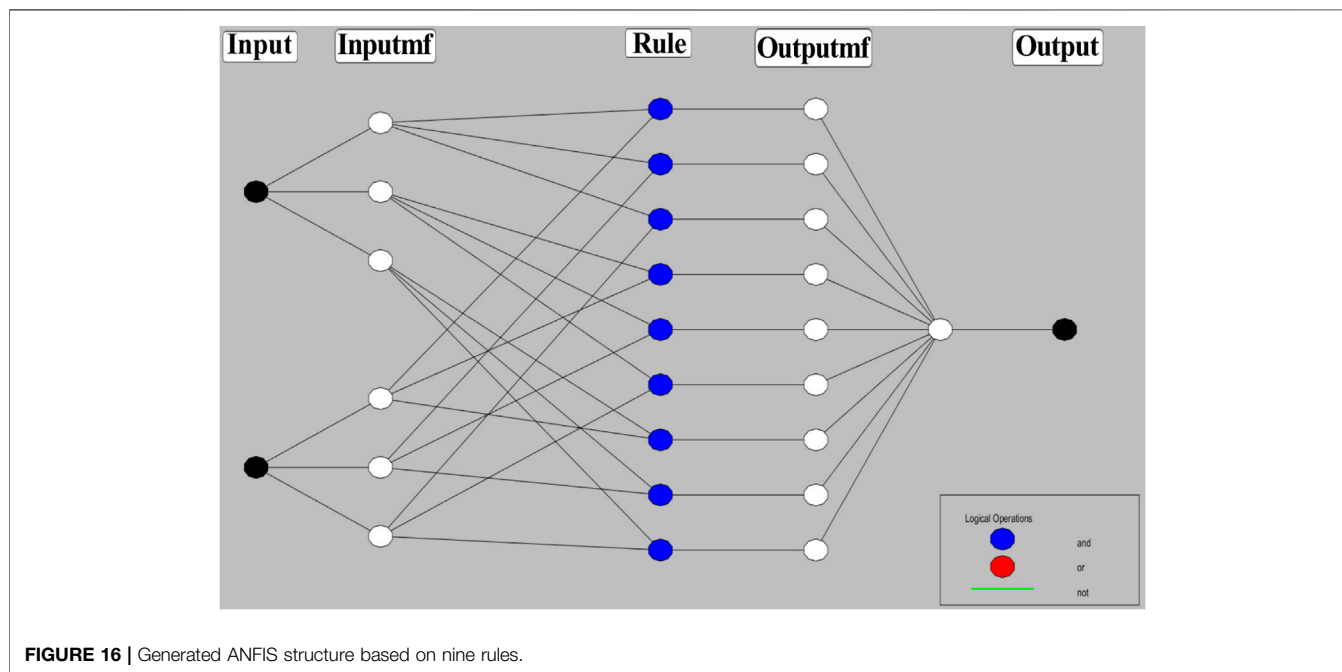 Input Inputmf Rule Outputmf Output
Logical Operations
and
or
not
FIGURE 16 | Generated ANFIS structure based on nine rules.